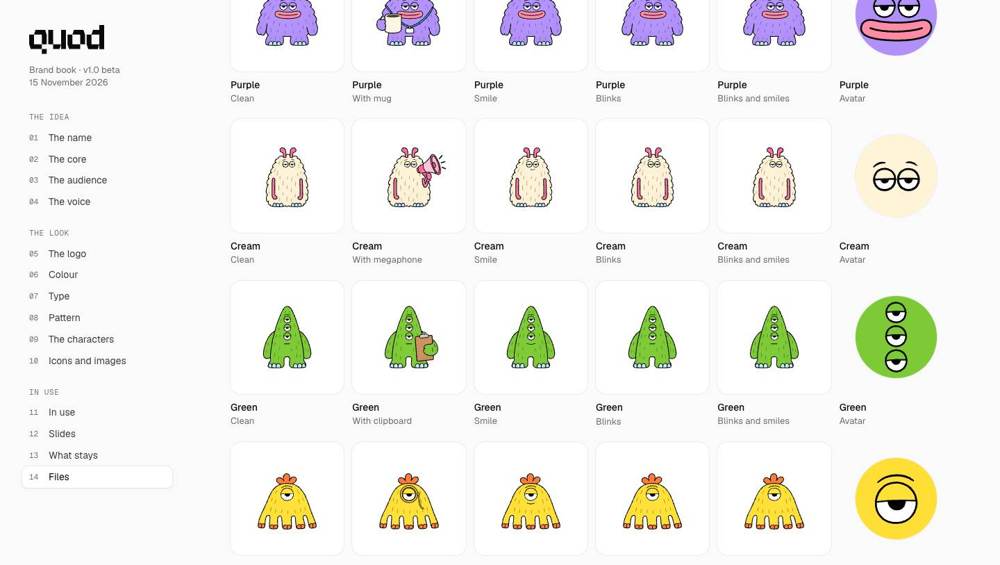 quad
Brand book · v1.0 beta
15 November 2026
THE IDEA
01 The name
02 The core
03 The audience
04 The voice
THE LOOK
05 The logo
06 Colour
07 Type
08 Pattern
09 The characters
10 Icons and images
IN USE
11 In use
12 Slides
13 What stays
14 Files
Purple
Clean
Purple
With mug
Purple
Smile
Purple
Blinks
Purple
Blinks and smiles
Purple
Avatar
Cream
Clean
Cream
With megaphone
Cream
Smile
Cream
Blinks
Cream
Blinks and smiles
Cream
Avatar
Green
Clean
Green
With clipboard
Green
Smile
Green
Blinks
Green
Blinks and smiles
Green
Avatar